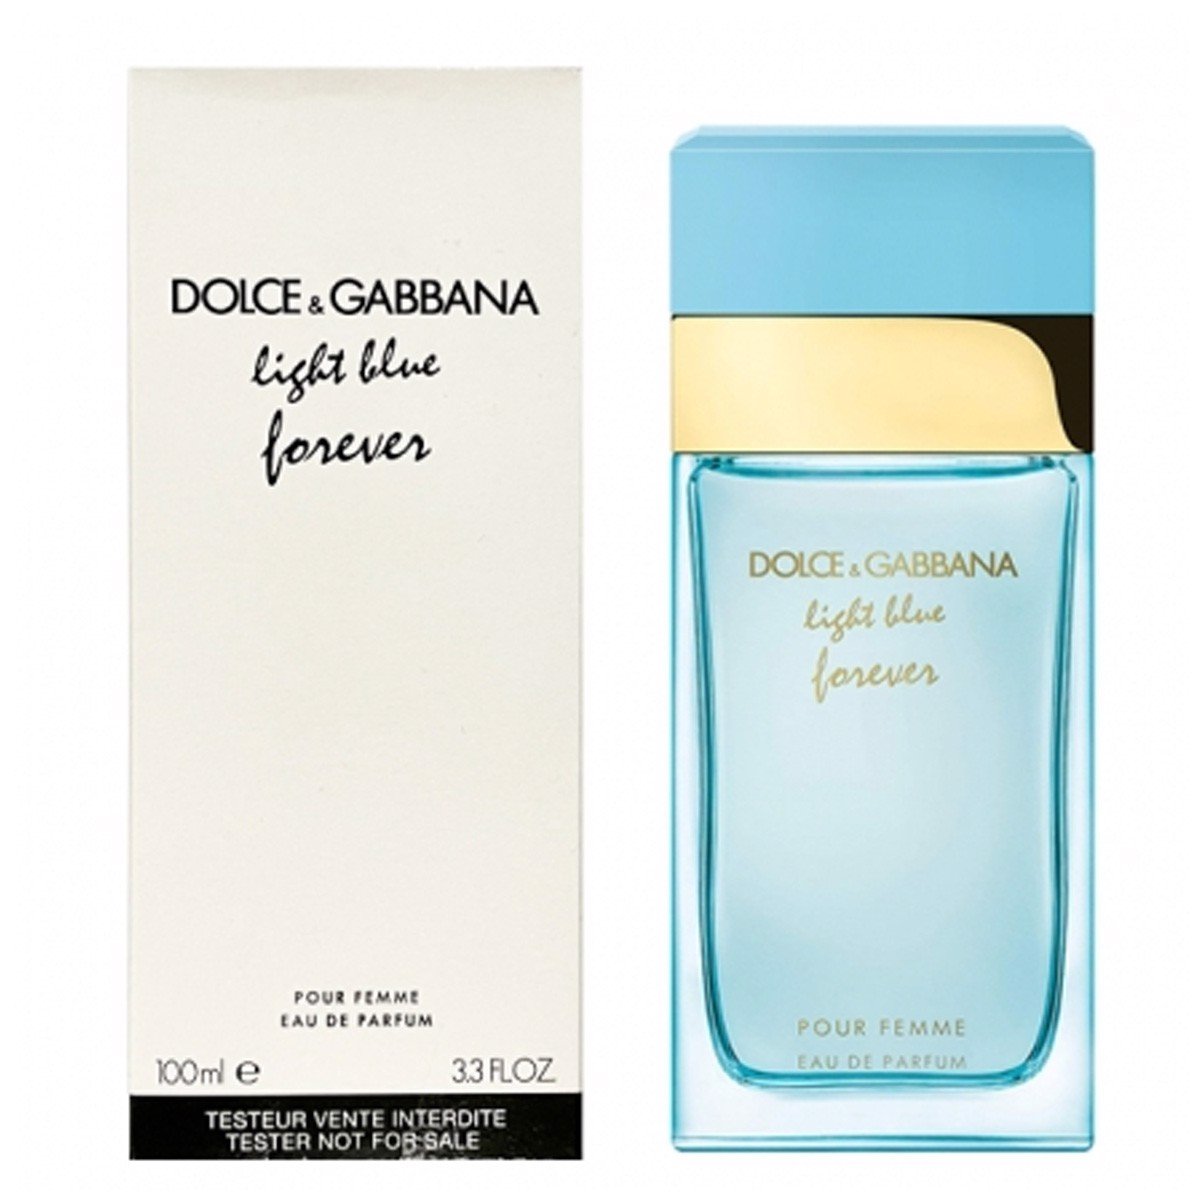 DOLCE & GABBANA
light blue
forever
POUR FEMME
EAU DE PARFUM
100ml e
3.3 FL.OZ.
TESTEUR VENTE INTERDITE
TESTER NOT FOR SALE
DOLCE & GABBANA
light blue
forever
POUR FEMME
EAU DE PARFUM